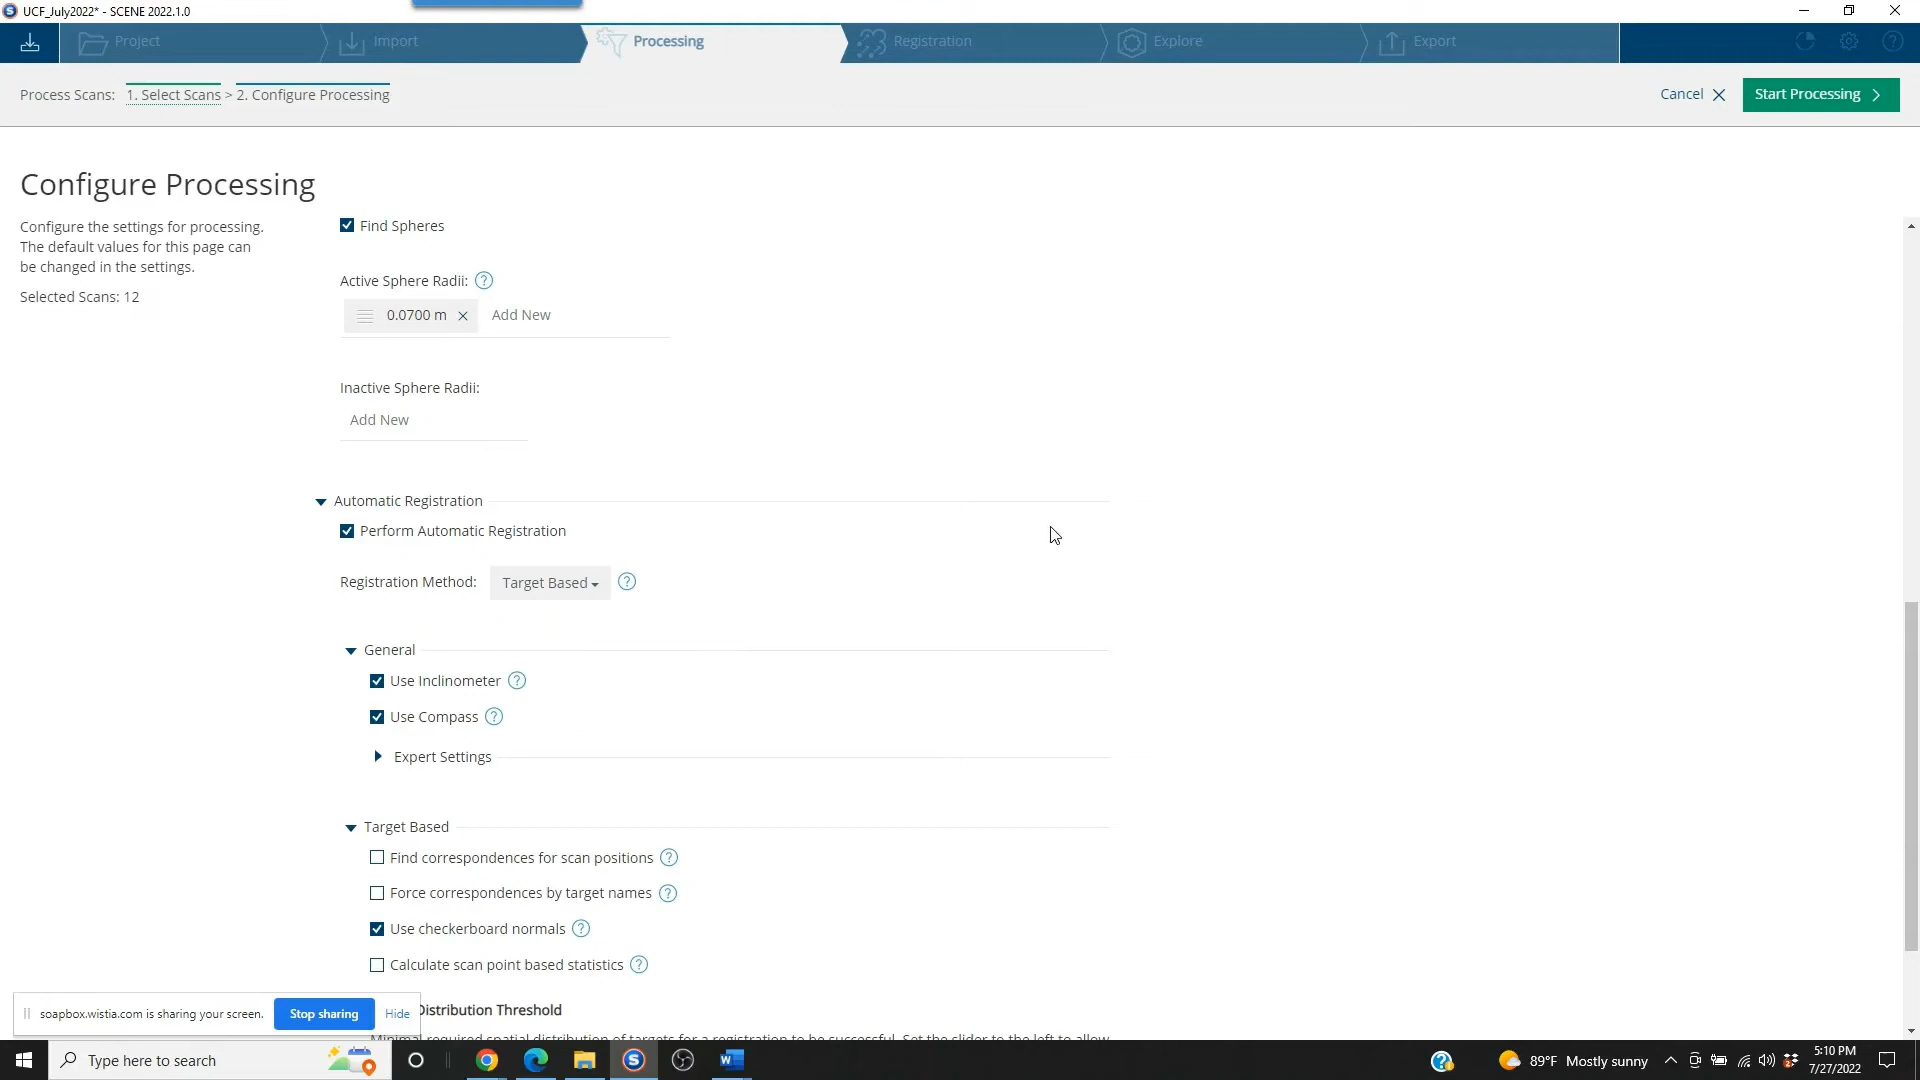 UCF_July2022* - SCENE 2022.1.0
Project
Import
Processing
Registration
Explore
Export
Process Scans: 1. Select Scans > 2. Configure Processing
Cancel
Start Processing
Configure Processing
Configure the settings for processing.
The default values for this page can
be changed in the settings.
Selected Scans: 12
Find Spheres
Active Sphere Radii: ?
0.0700 m × Add New
Inactive Sphere Radii:
Add New
Automatic Registration
Perform Automatic Registration
Registration Method: Target Based ?
General
Use Inclinometer ?
Use Compass ?
Expert Settings
Target Based
Find correspondences for scan positions ?
Force correspondences by target names ?
Use checkerboard normals ?
Calculate scan point based statistics ?
Distribution Threshold
Minimal required spatial distribution of targets for a registration to be successful. Set the slider to the left to allow
soapbox.wistia.com is sharing your screen. Stop sharing Hide
Type here to search
89°F Mostly sunny
5:10 PM
7/27/2022